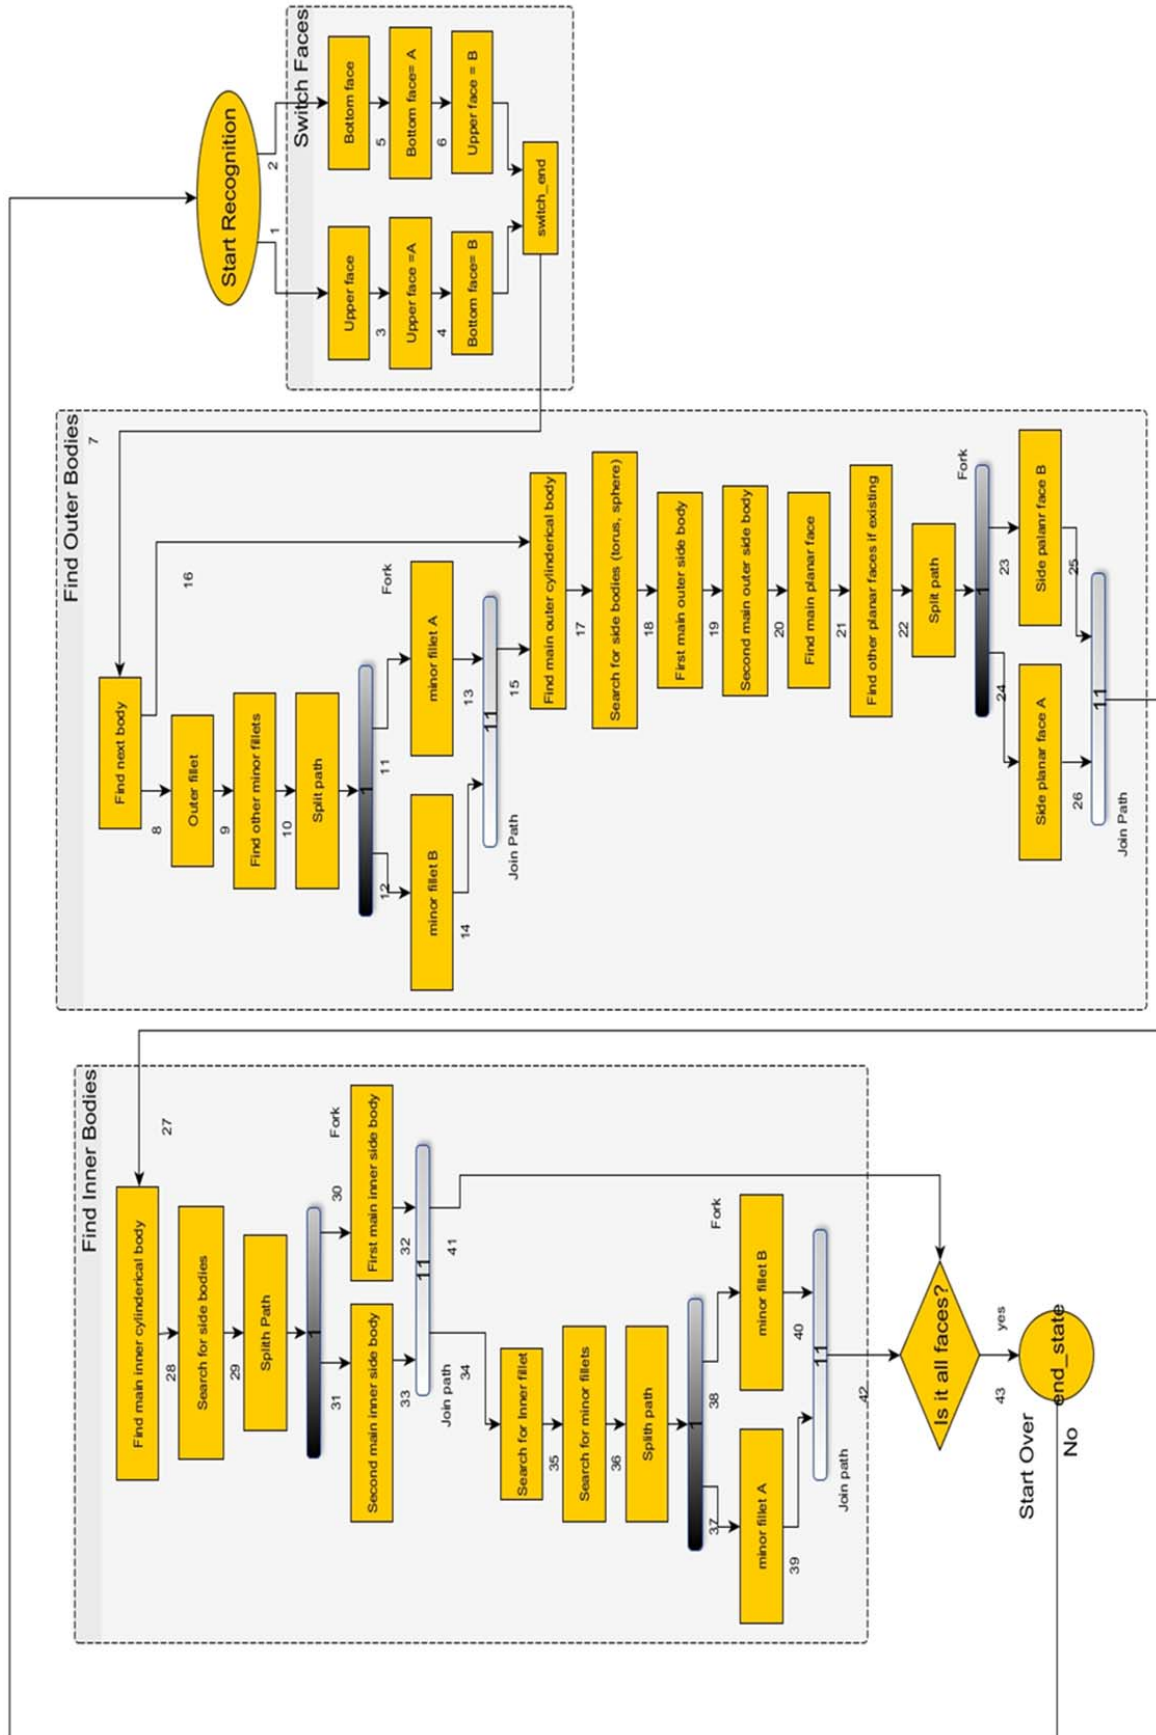 Start Recognition
1
2
Switch Faces
Upper face
Bottom face
3
5
Upper face =A
Bottom face= A
4
6
Bottom face= B
Upper face = B
switch_end
Find Outer Bodies
7
Find next body
8
16
Outer fillet
9
Find other minor fillets
10
Split path
1
Fork
12
11
minor fillet B
minor fillet A
14
13
11
Join Path
15
Find main outer cylinderical body
17
Search for side bodies (torus, sphere)
18
First main outer side body
19
Second main outer side body
20
Find main planar face
21
Find other planar faces if existing
22
Split path
Fork
1
24
23
Side planar face A
Side palanr face B
26
25
11
Join Path
Find Inner Bodies
27
Find main inner cylinderical body
28
Search for side bodies
29
Splith Path
1
Fork
31
30
Second main inner side body
First main inner side body
33
32
11
Join path
34
41
Search for Inner fillet
35
Search for minor fillets
36
Splith path
1
Fork
37
38
minor fillet A
minor fillet B
39
40
11
Join path
42
Is it all faces?
43
yes
Start Over
end_state
No